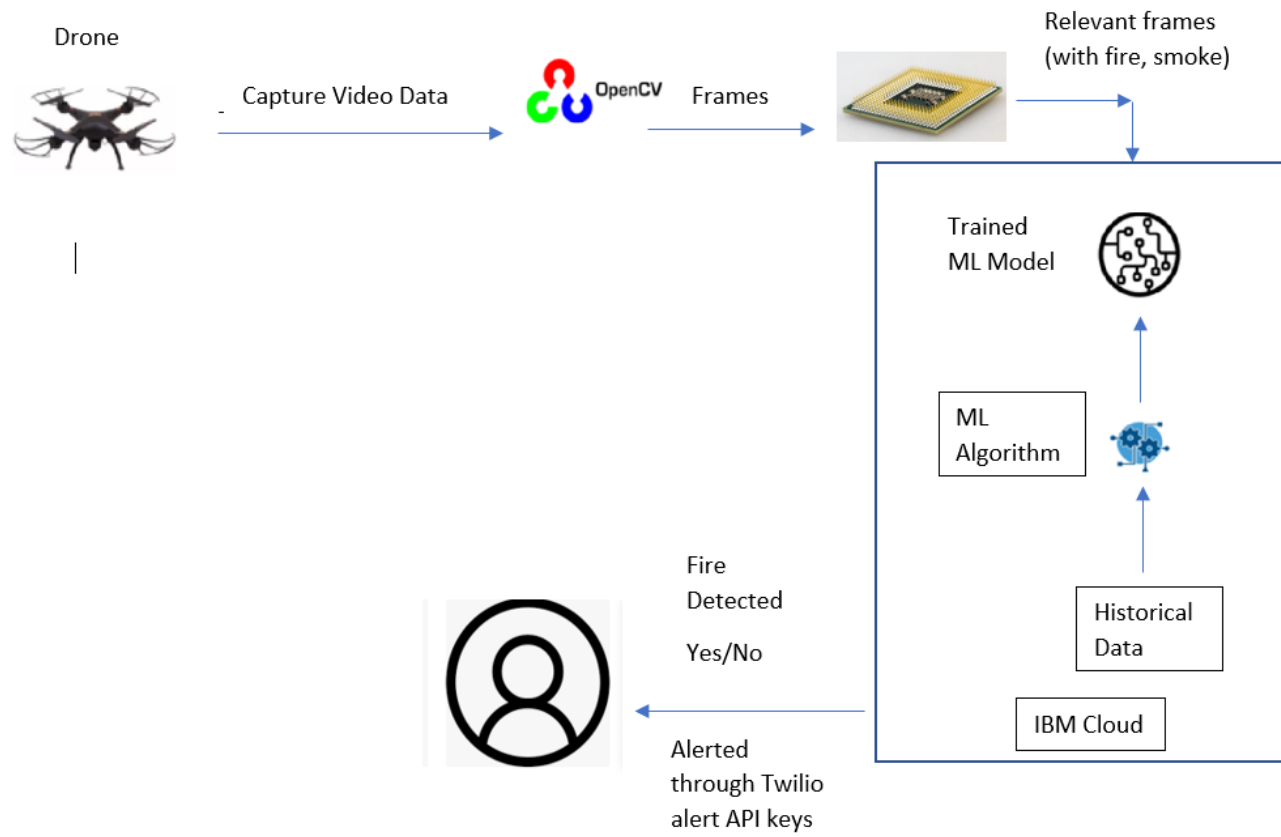 Drone
Capture Video Data
OpenCV
Frames
Relevant frames
(with fire, smoke)
Trained
ML Model
ML
Algorithm
Historical
Data
IBM Cloud
Fire
Detected
Yes/No
Alerted
through Twilio
alert API keys